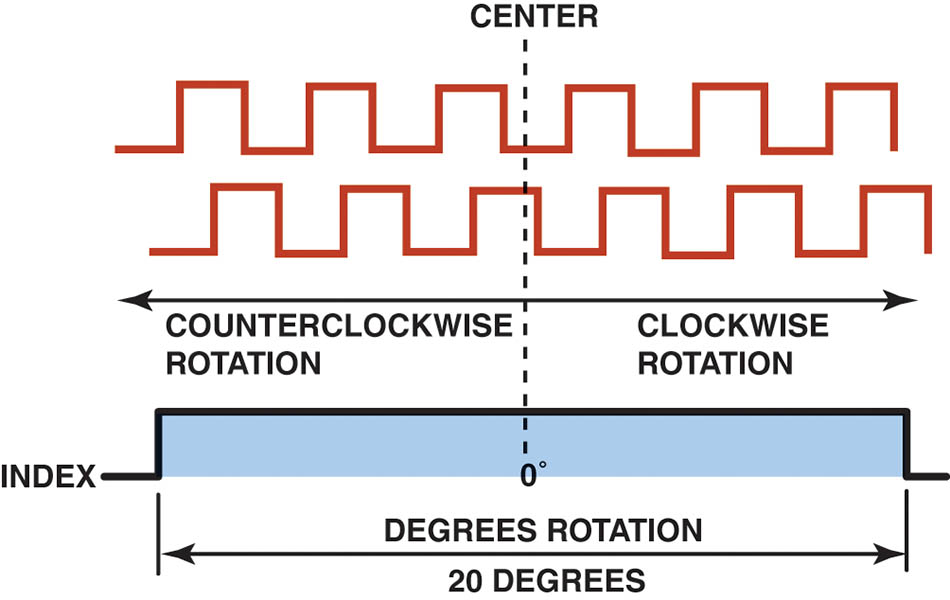 CENTER
COUNTERCLOCKWISE
ROTATION
CLOCKWISE
ROTATION
0°
INDEX
DEGREES ROTATION
20 DEGREES